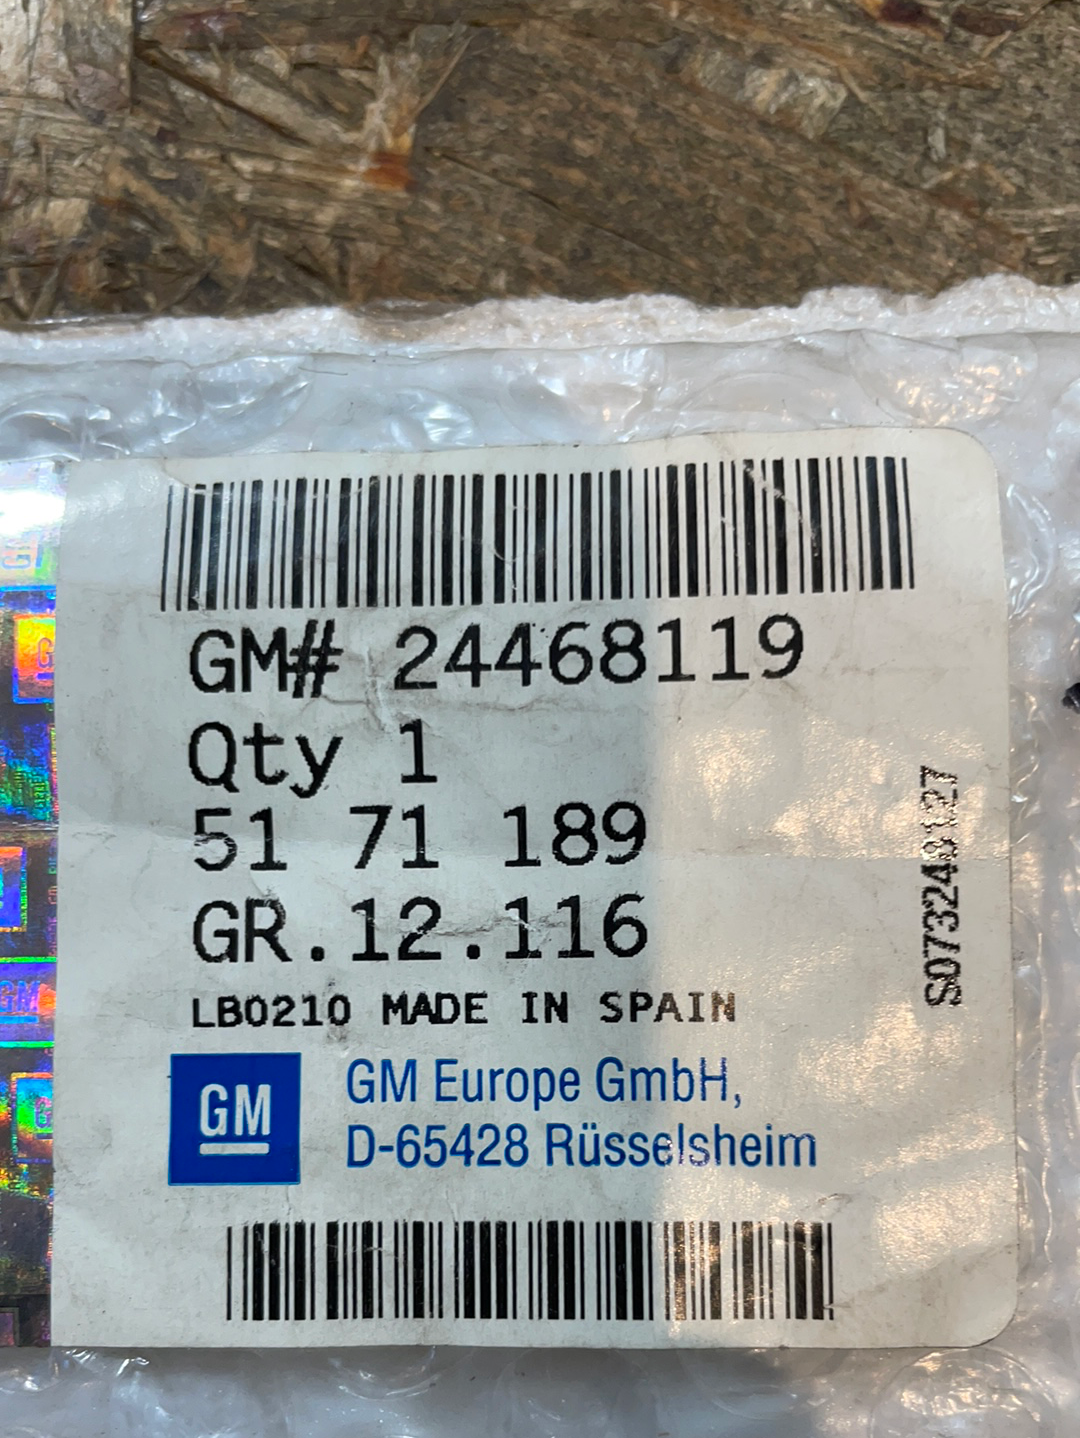 GM# 24468119
Qty 1
51 71 189
GR.12.116
LB0210 MADE IN SPAIN
GM
GM Europe GmbH,
D-65428 Rüsselsheim
S073248127